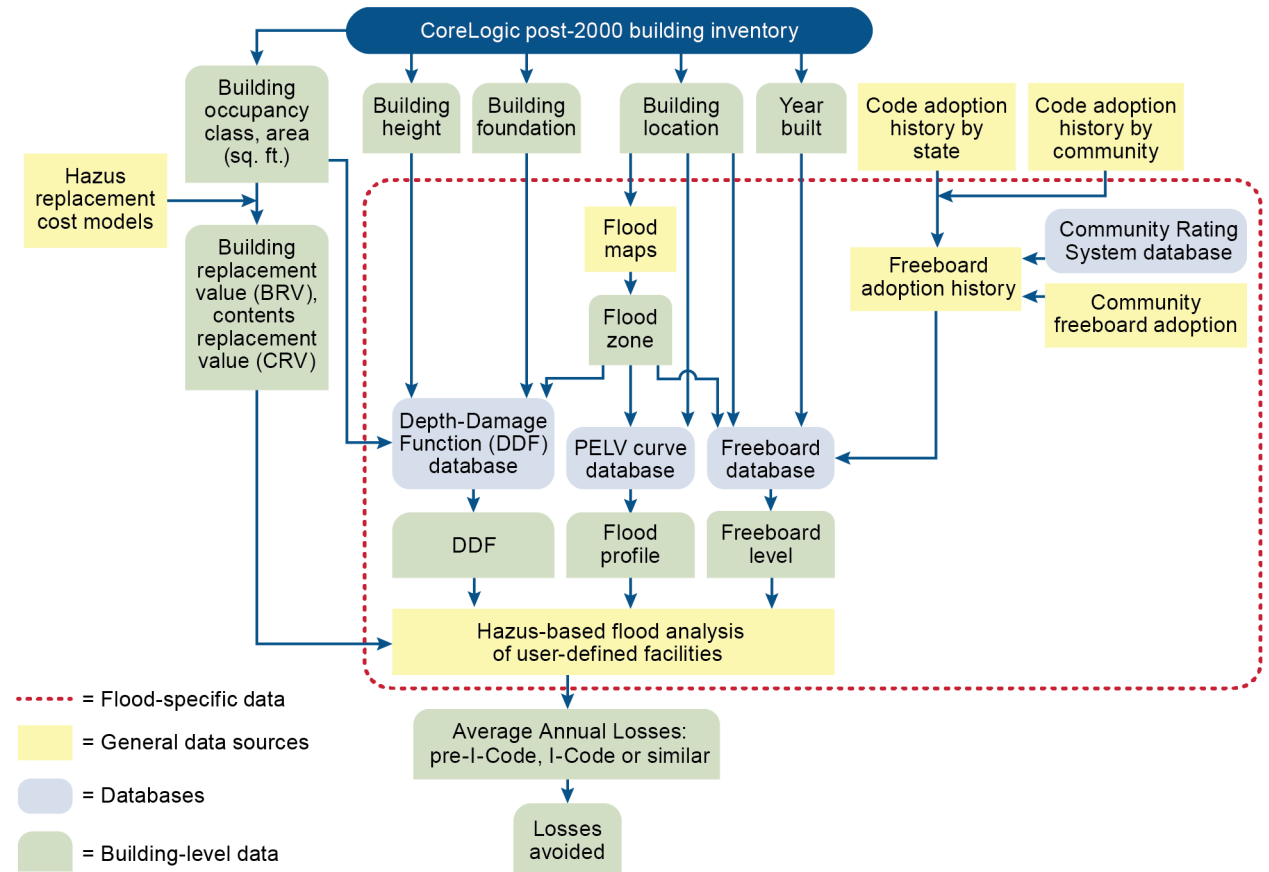 CoreLogic post-2000 building inventory
Building
occupancy
class, area
(sq. ft.)
Building
height
Building
foundation
Building
location
Year
built
Code adoption
history by
state
Code adoption
history by
community
Hazus
replacement
cost models
Building
replacement
value (BRV),
contents
replacement
value (CRV)
Flood
maps
Flood
zone
Community Rating
System database
Freeboard
adoption history
Community
freeboard adoption
Depth-Damage
Function (DDF)
database
PELV curve
database
Freeboard
database
DDF
Flood
profile
Freeboard
level
Hazus-based flood analysis
of user-defined facilities
Average Annual Losses:
pre-I-Code, I-Code or similar
Losses
avoided
= Flood-specific data
= General data sources
= Databases
= Building-level data